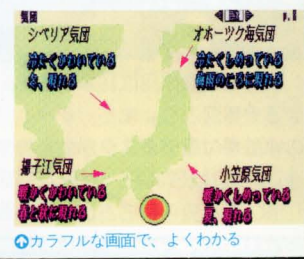 気団
p.8
シベリア気団
冷たくかわいている
冬、現れる
オホーツク海気団
冷たくしめっている
梅雨のころに現れる
揚子江気団
暖かくかわいている
春と秋に現れる
小笠原気団
暖かくしめっている
夏、現れる
カラフルな画面で、よくわかる